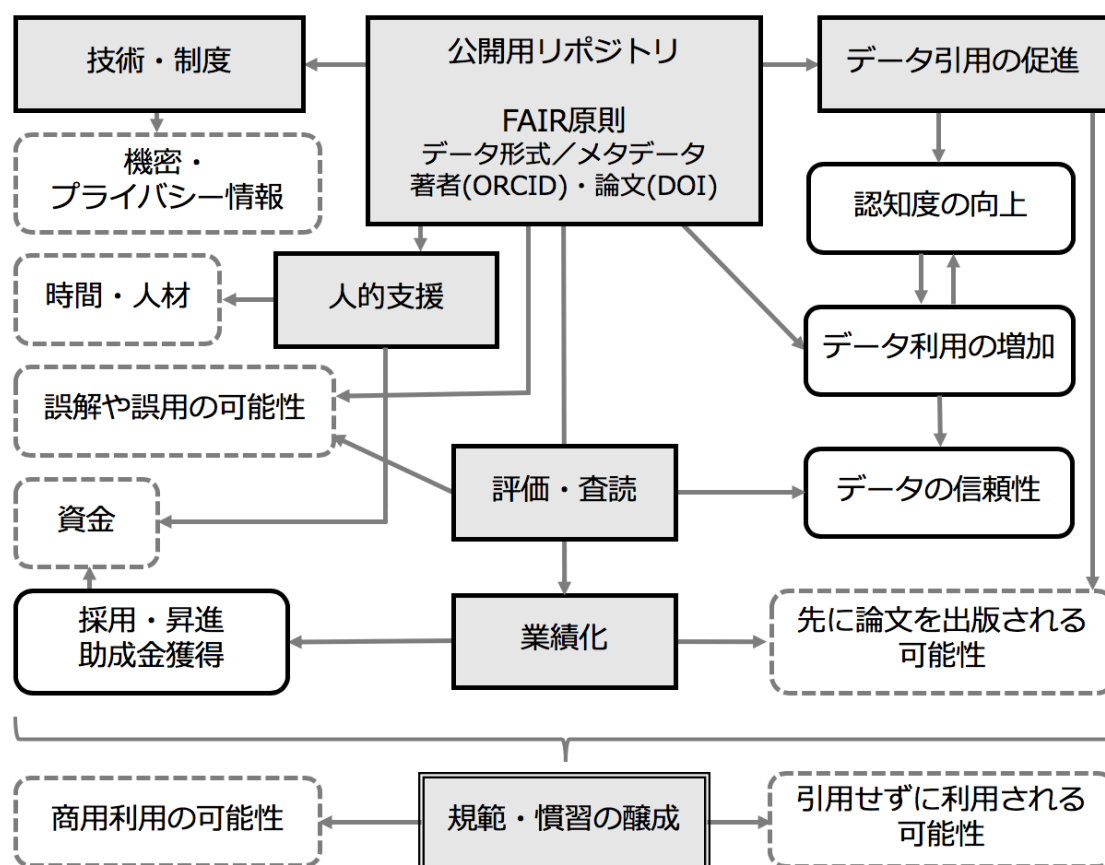 技術・制度
公開用リポジトリ
FAIR原則
データ形式／メタデータ
著者(ORCID)・論文(DOI)
データ引用の促進
機密・
プライバシー情報
認知度の向上
時間・人材
人的支援
データ利用の増加
誤解や誤用の可能性
評価・査読
データの信頼性
資金
採用・昇進
助成金獲得
業績化
先に論文を出版される
可能性
商用利用の可能性
規範・慣習の醸成
引用せずに利用される
可能性